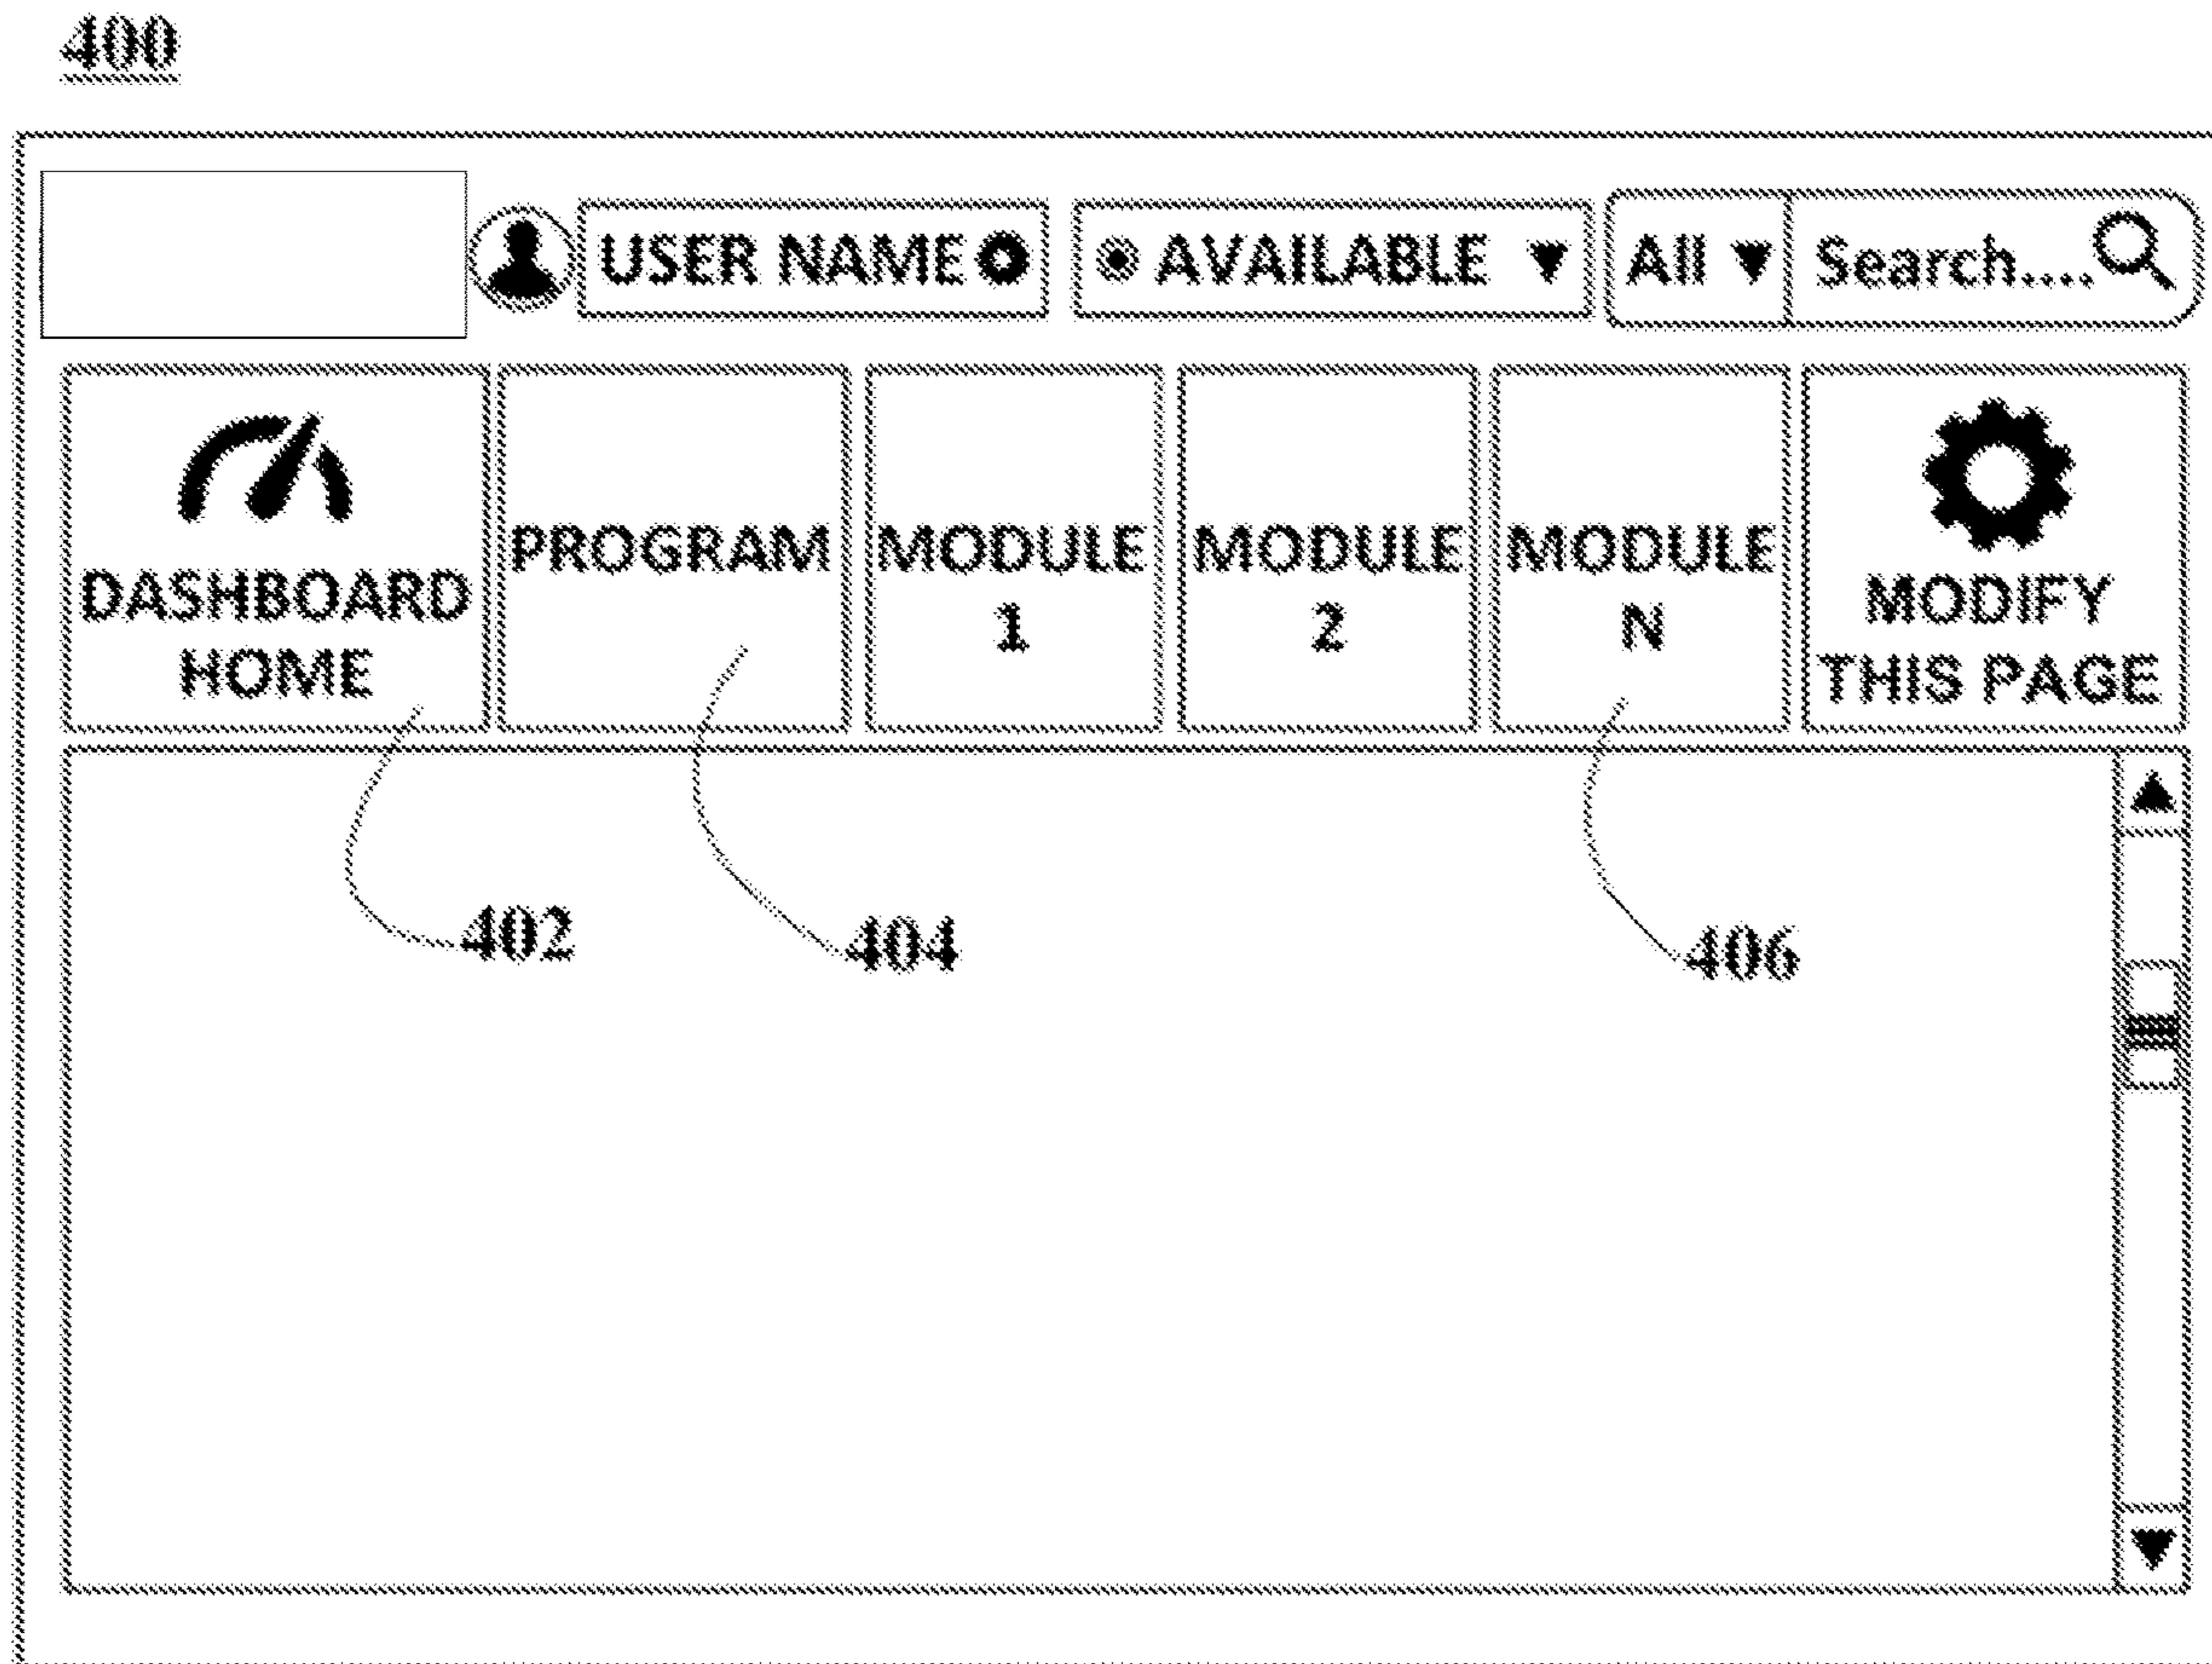 400
USER NAME
AVAILABLE
All
Search....
DASHBOARD
HOME
PROGRAM
MODULE
1
MODULE
2
MODULE
N
MODIFY
THIS PAGE
402
404
406